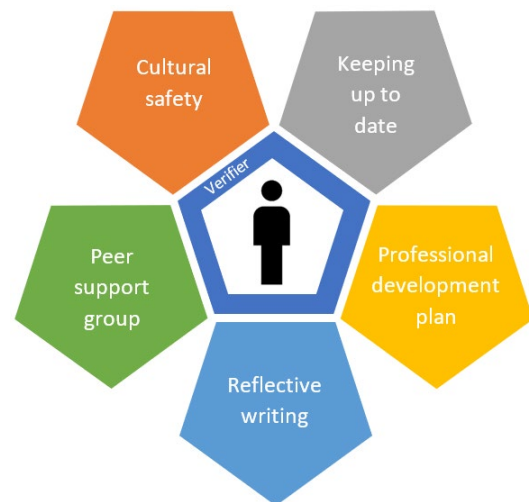 Cultural
safety
Keeping
up to
date
Verifier
Peer
support
group
Professional
development
plan
Reflective
writing